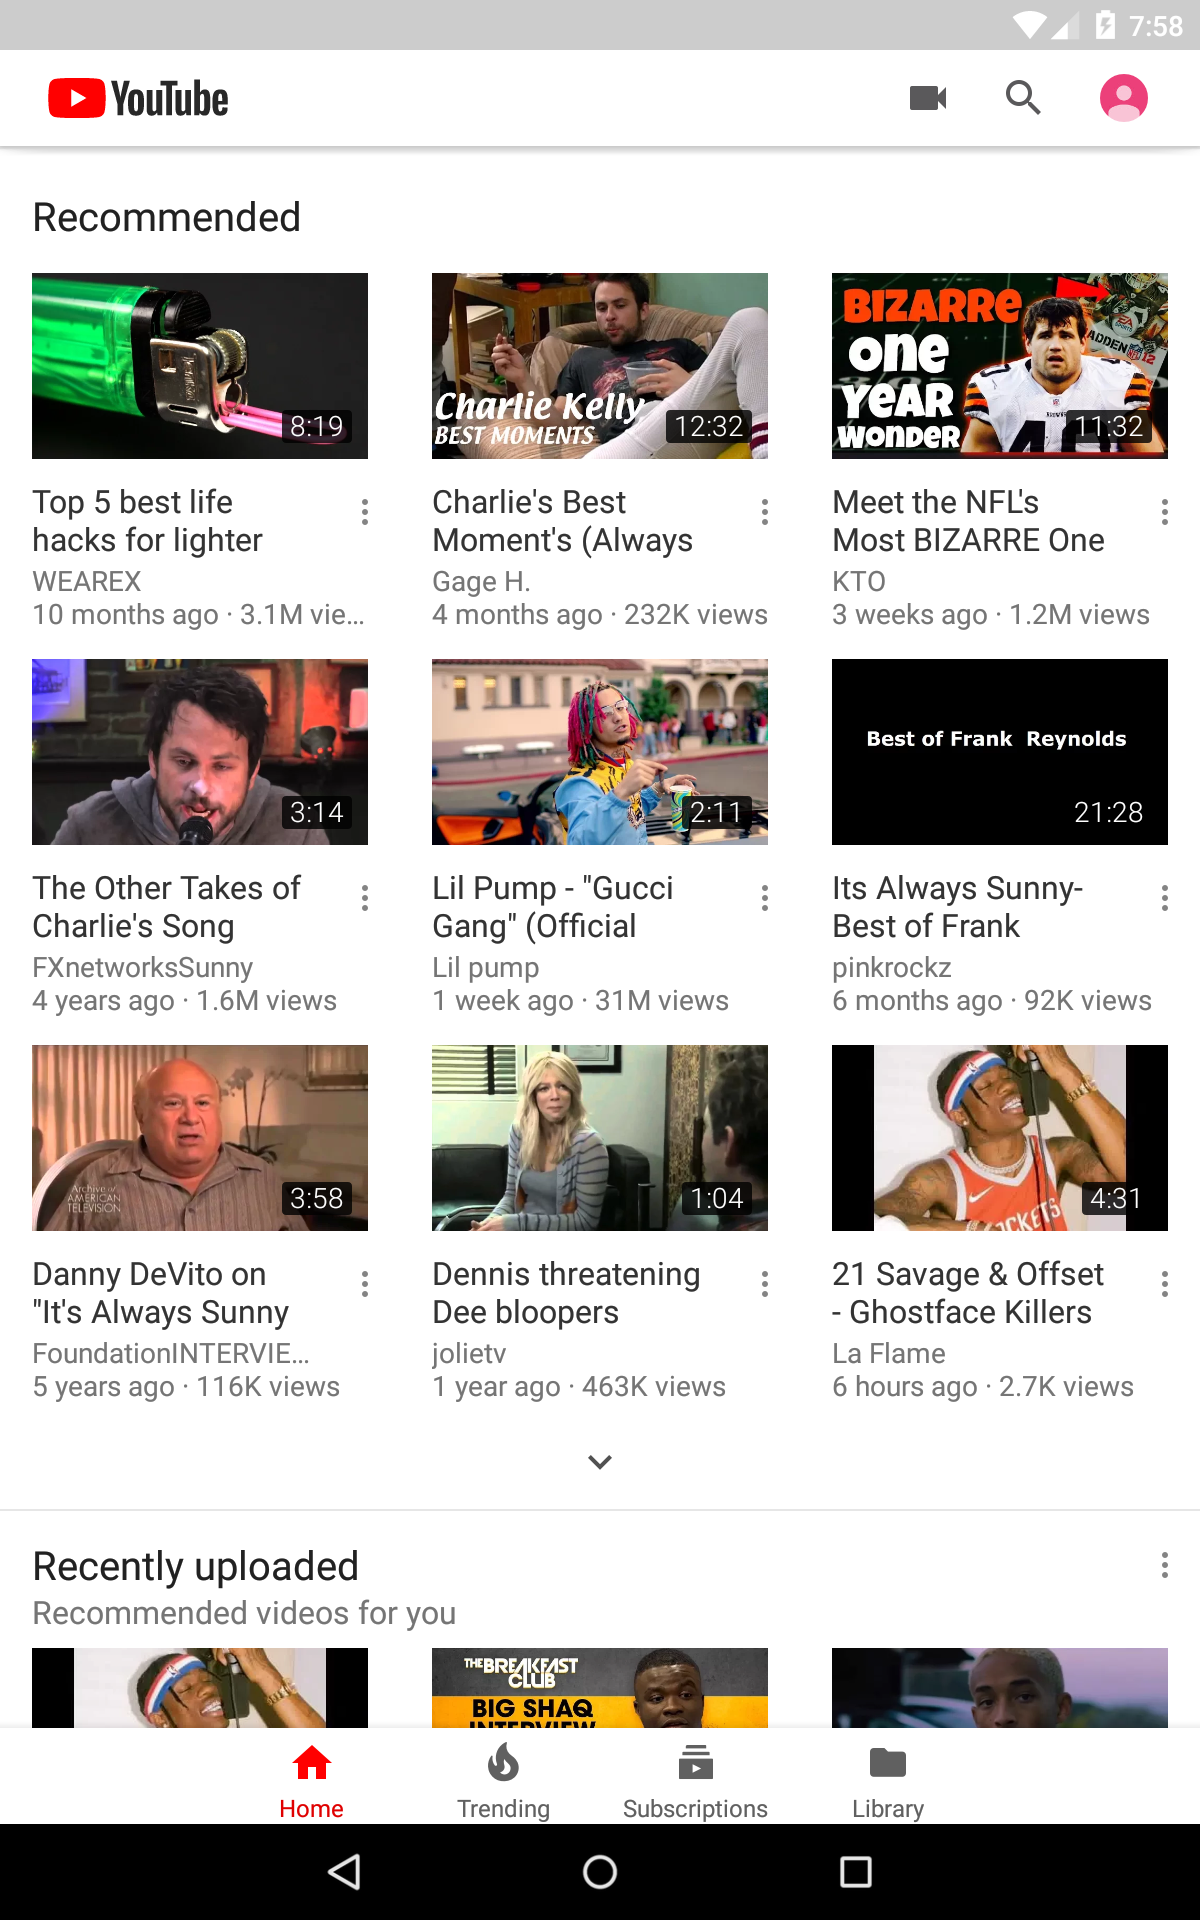 7:58
YouTube
Recommended
8:19
Charlie Kelly
BEST MOMENTS
12:32
BIZARRE
one
YEAR
WONDER
EA
SPORTS
ADDEN NFL 12
11:32
Top 5 best life
hacks for lighter
WEAREX
10 months ago · 3.1M vie...
Charlie's Best
Moment's (Always
Gage H.
4 months ago · 232K views
Meet the NFL's
Most BIZARRE One
KTO
3 weeks ago · 1.2M views
3:14
2:11
Best of Frank Reynolds
21:28
The Other Takes of
Charlie's Song
FXnetworksSunny
4 years ago · 1.6M views
Lil Pump - "Gucci
Gang" (Official
Lil pump
1 week ago · 31M views
Its Always Sunny-
Best of Frank
pinkrockz
6 months ago · 92K views
Archive of
AMERICAN
TELEVISION
3:58
1:04
OCKETS
4:31
Danny DeVito on
"It's Always Sunny
FoundationINTERVIE...
5 years ago · 116K views
Dennis threatening
Dee bloopers
jolietv
1 year ago · 463K views
21 Savage & Offset
- Ghostface Killers
La Flame
6 hours ago · 2.7K views
Recently uploaded
Recommended videos for you
THE BREAKFAST
CLUB
BIG SHAQ
INTERVIEW
Home
Trending
Subscriptions
Library